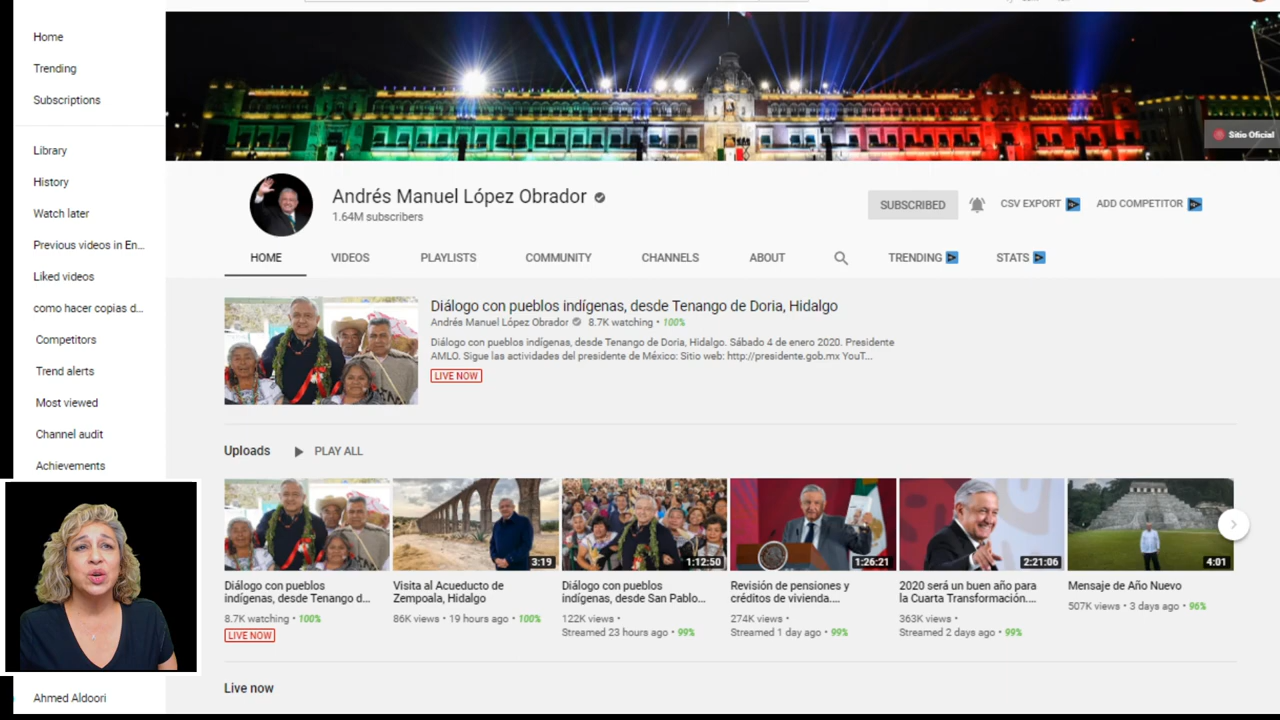 Home
Trending
Subscriptions
Library
History
Watch later
Previous videos in En...
Liked videos
como hacer copias d...
Competitors
Trend alerts
Most viewed
Channel audit
Achievements
Ahmed Aldoori
Sitio Oficial
Andrés Manuel López Obrador
1.64M subscribers
SUBSCRIBED
CSV EXPORT
ADD COMPETITOR
HOME
VIDEOS
PLAYLISTS
COMMUNITY
CHANNELS
ABOUT
TRENDING
STATS
Diálogo con pueblos indígenas, desde Tenango de Doria, Hidalgo
Andrés Manuel López Obrador 8.7K watching • 100%
Diálogo con pueblos indígenas, desde Tenango de Doria, Hidalgo. Sábado 4 de enero 2020. Presidente
AMLO. Sigue las actividades del presidente de México: Sitio web: http://presidente.gob.mx YouT...
LIVE NOW
Uploads
PLAY ALL
Diálogo con pueblos
indígenas, desde Tenango d...
8.7K watching • 100%
LIVE NOW
3:19
Visita al Acueducto de
Zempoala, Hidalgo
86K views • 19 hours ago • 100%
1:12:50
Diálogo con pueblos
indígenas, desde San Pablo...
122K views •
Streamed 23 hours ago • 99%
1:26:21
Revisión de pensiones y
créditos de vivienda....
274K views •
Streamed 1 day ago • 99%
2:21:06
2020 será un buen año para
la Cuarta Transformación....
363K views •
Streamed 2 days ago • 99%
4:01
Mensaje de Año Nuevo
507K views • 3 days ago • 96%
Live now